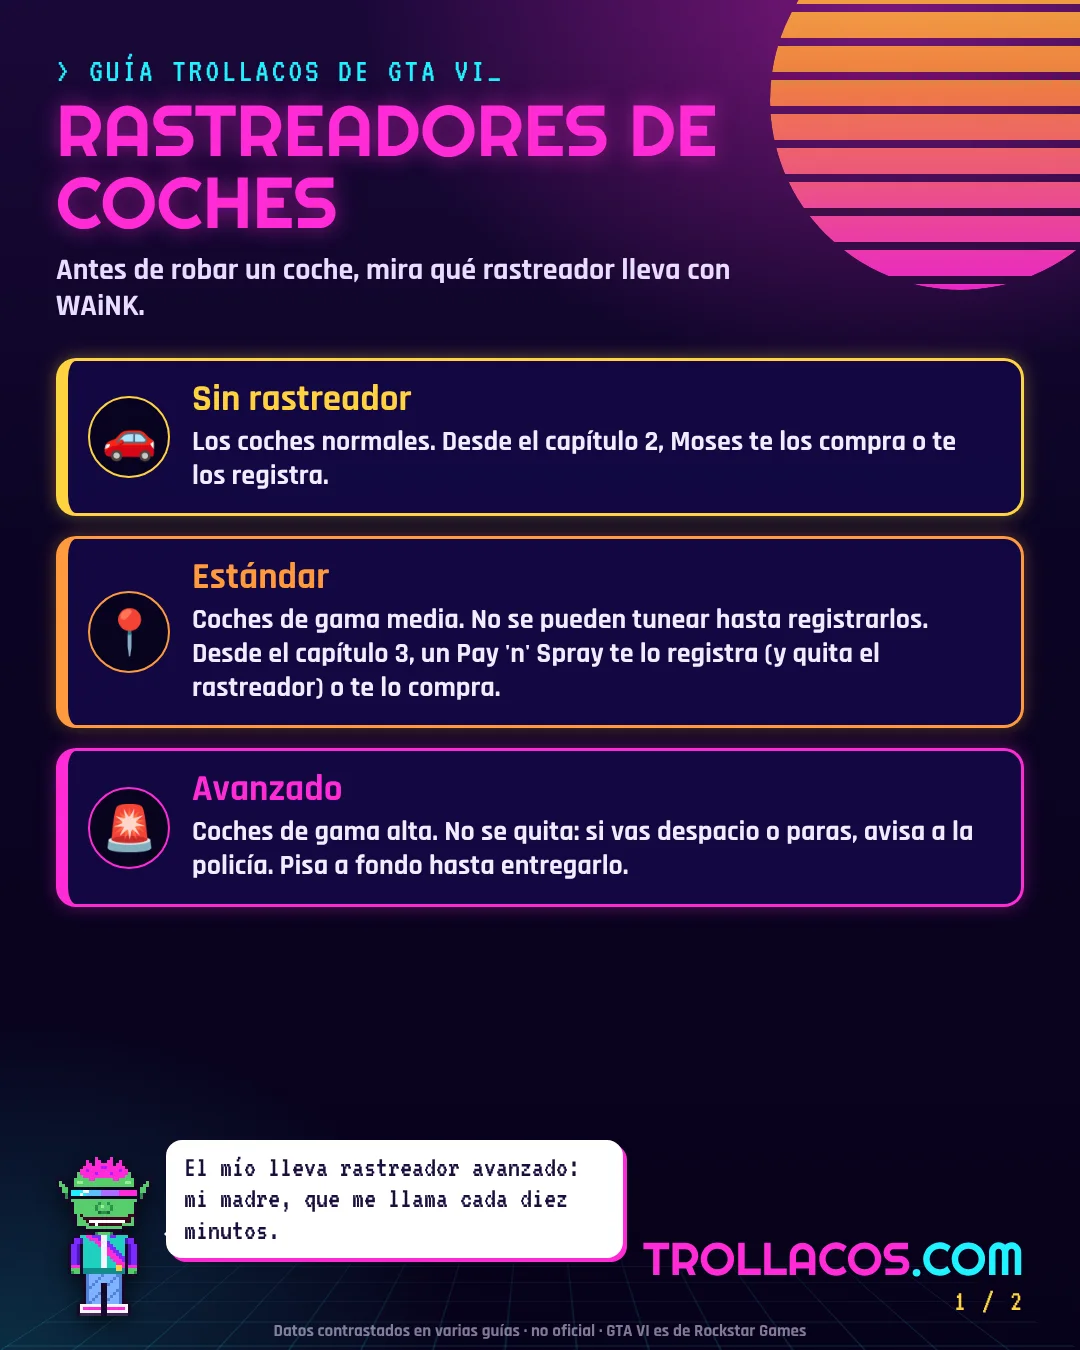 › GUÍA TROLLACOS DE GTA VI_
RASTREADORES DE
COCHES
Antes de robar un coche, mira qué rastreador lleva con
WAiNK.
Sin rastreador
Los coches normales. Desde el capítulo 2, Moses te los compra o te
los registra.
Estándar
Coches de gama media. No se pueden tunear hasta registrarlos.
Desde el capítulo 3, un Pay 'n' Spray te lo registra (y quita el
rastreador) o te lo compra.
Avanzado
Coches de gama alta. No se quita: si vas despacio o paras, avisa a la
policía. Pisa a fondo hasta entregarlo.
El mío lleva rastreador avanzado:
mi madre, que me llama cada diez
minutos.
TROLLACOS.COM
1 / 2
Datos contrastados en varias guías · no oficial · GTA VI es de Rockstar Games